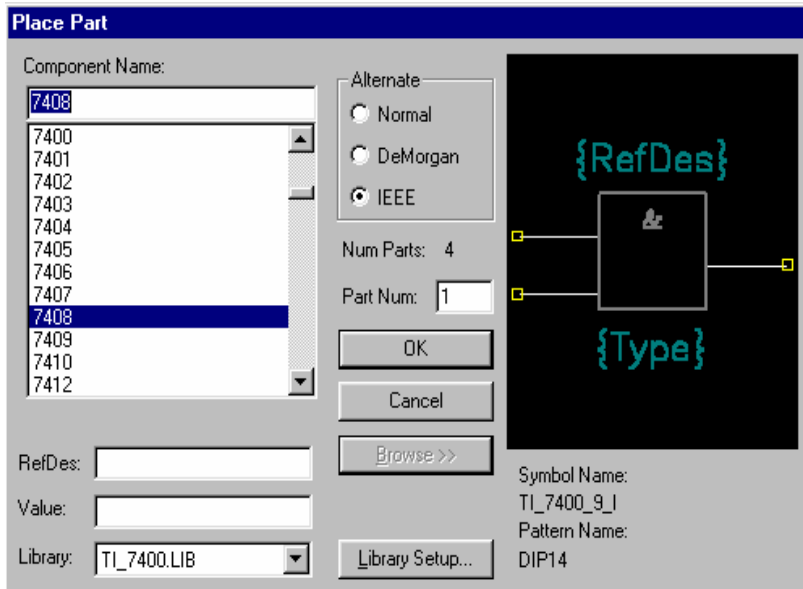 Place Part
Component Name:
7408
7400
7401
7402
7403
7404
7405
7406
7407
7408
7409
7410
7412
RefDes:
Value:
Library: TI_7400.LIB
Alternate
Normal
DeMorgan
IEEE
Num Parts: 4
Part Num: 1
OK
Cancel
Browse >>
Library Setup...
{RefDes}
&
{Type}
Symbol Name:
TI_7400_9_I
Pattern Name:
DIP14